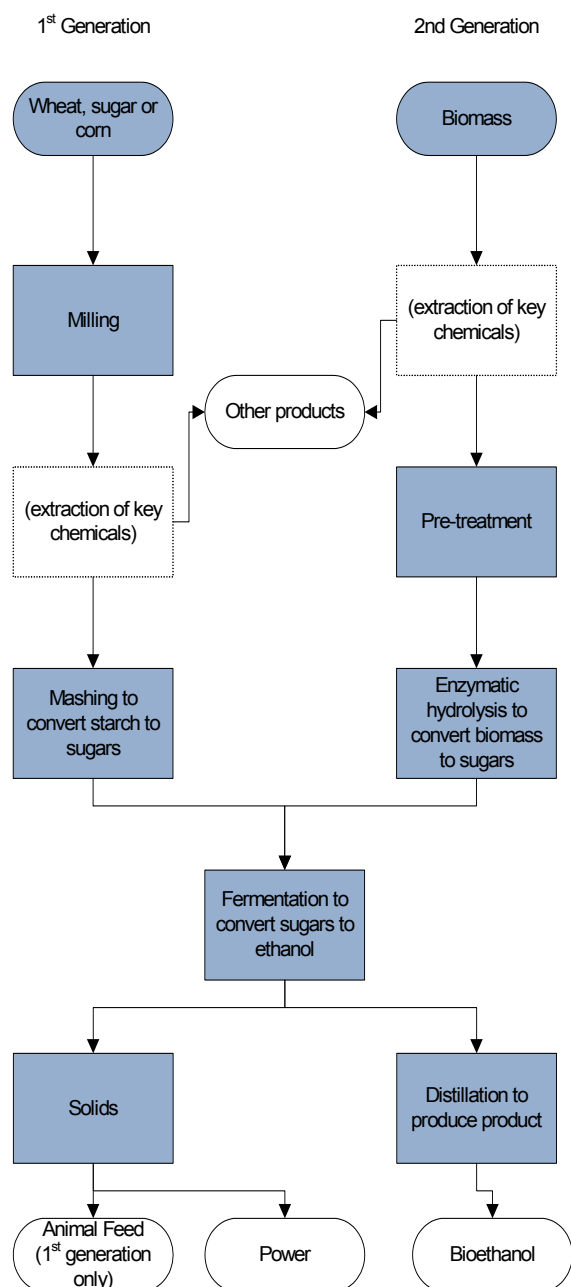 1st Generation
2nd Generation
Wheat, sugar or
corn
Biomass
Milling
(extraction of key
chemicals)
Other products
(extraction of key
chemicals)
Pre-treatment
Mashing to
convert starch to
sugars
Enzymatic
hydrolysis to
convert biomass
to sugars
Fermentation to
convert sugars to
ethanol
Solids
Distillation to
produce product
Animal Feed
(1st generation
only)
Power
Bioethanol